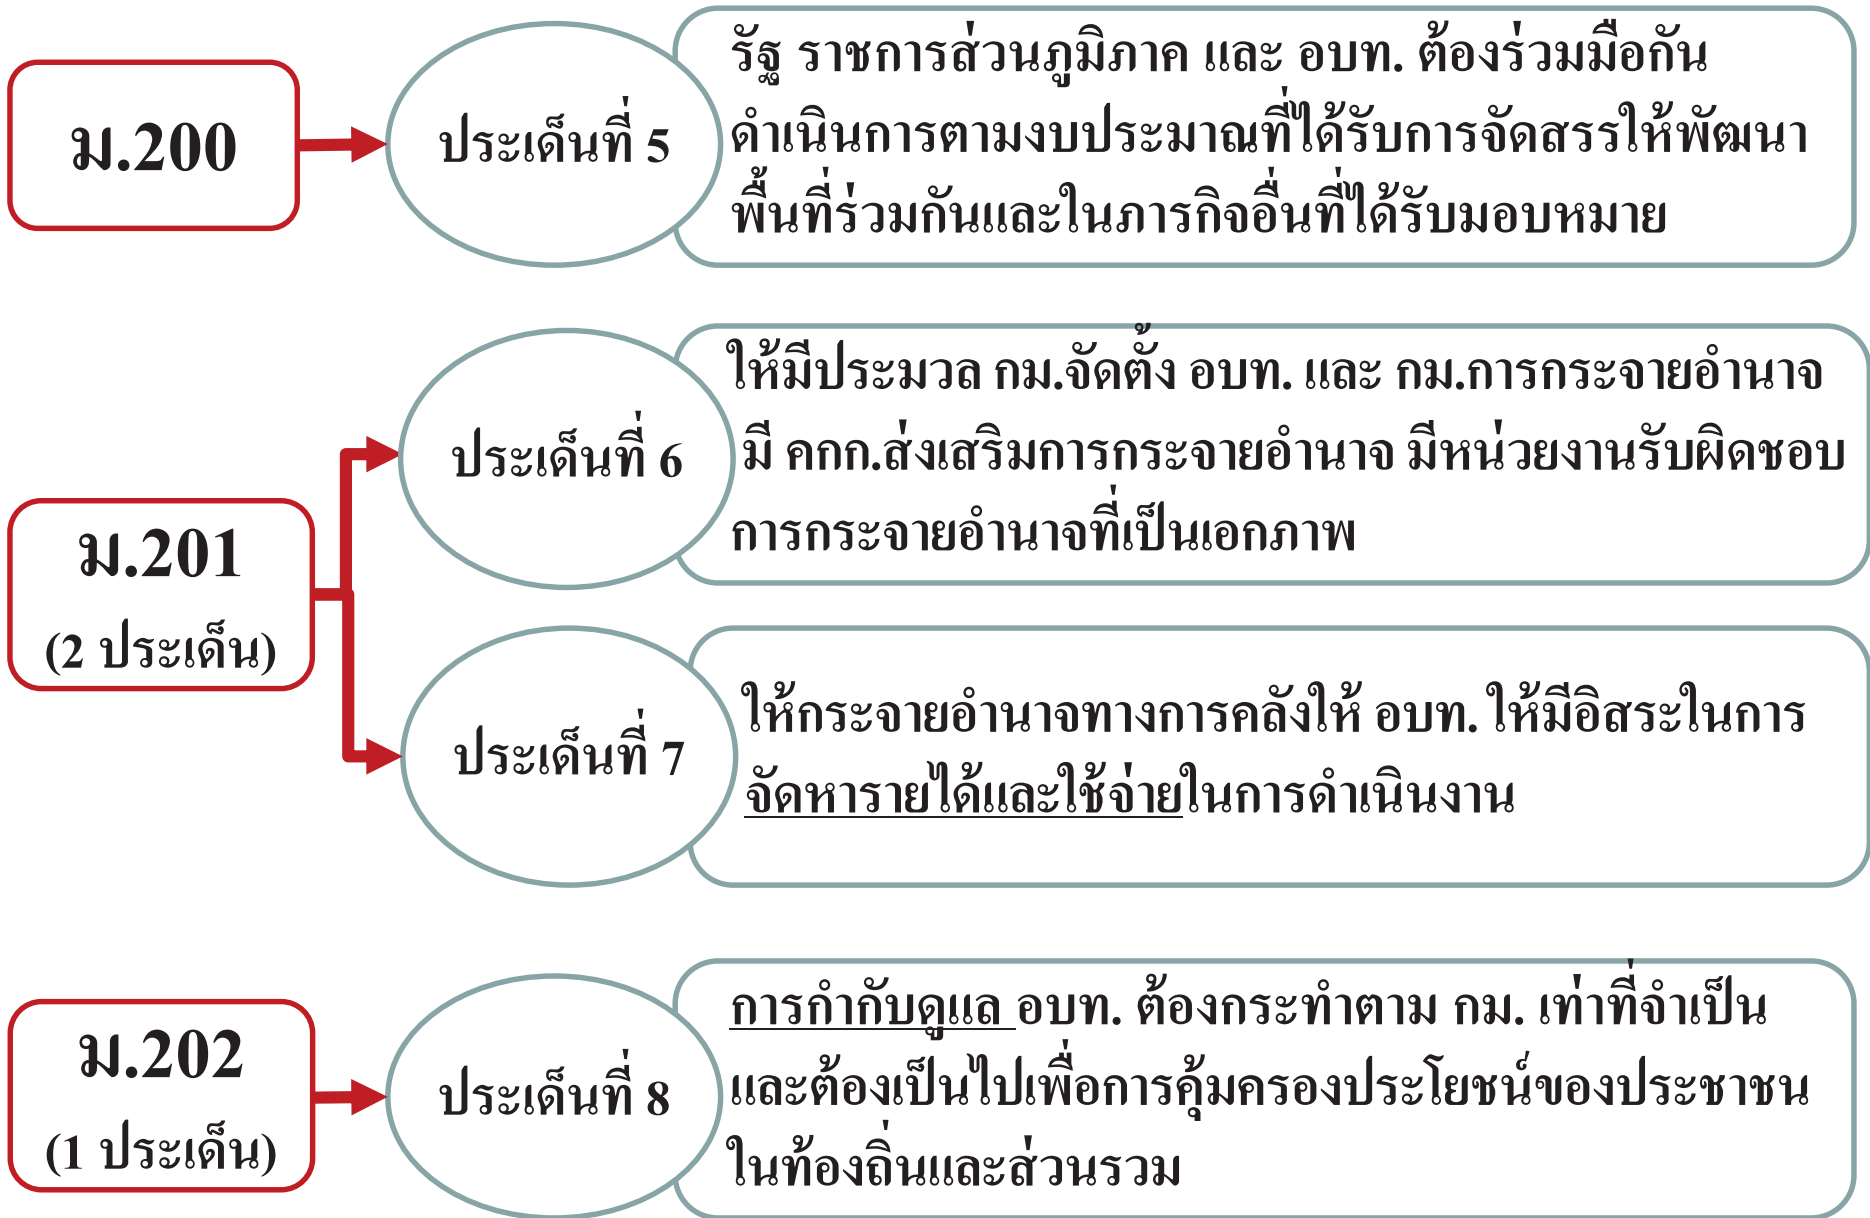 ม.200
ประเด็นที่ 5
รัฐ ราชการส่วนภูมิภาค และ อบท. ต้องร่วมมือกัน
ดำเนินการตามงบประมาณที่ได้รับการจัดสรรให้พัฒนา
พื้นที่ร่วมกันและในภารกิจอื่นที่ได้รับมอบหมาย
ม.201
(2 ประเด็น)
ประเด็นที่ 6
ให้มีประมวล กม.จัดตั้ง อบท. และ กม.การกระจายอำนาจ
มี คกก.ส่งเสริมการกระจายอำนาจ มีหน่วยงานรับผิดชอบ
การกระจายอำนาจที่เป็นเอกภาพ
ประเด็นที่ 7
ให้กระจายอำนาจทางการคลังให้ อบท. ให้มีอิสระในการ
จัดหารายได้และใช้จ่ายในการดำเนินงาน
ม.202
(1 ประเด็น)
ประเด็นที่ 8
การกำกับดูแล อบท. ต้องกระทำตาม กม. เท่าที่จำเป็น
และต้องเป็นไปเพื่อการคุ้มครองประโยชน์ของประชาชน
ในท้องถิ่นและส่วนรวม